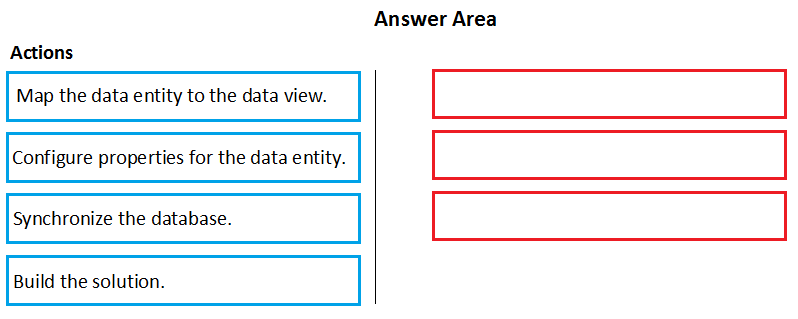 Answer Area
Actions
Map the data entity to the data view.
Configure properties for the data entity.
Synchronize the database.
Build the solution.